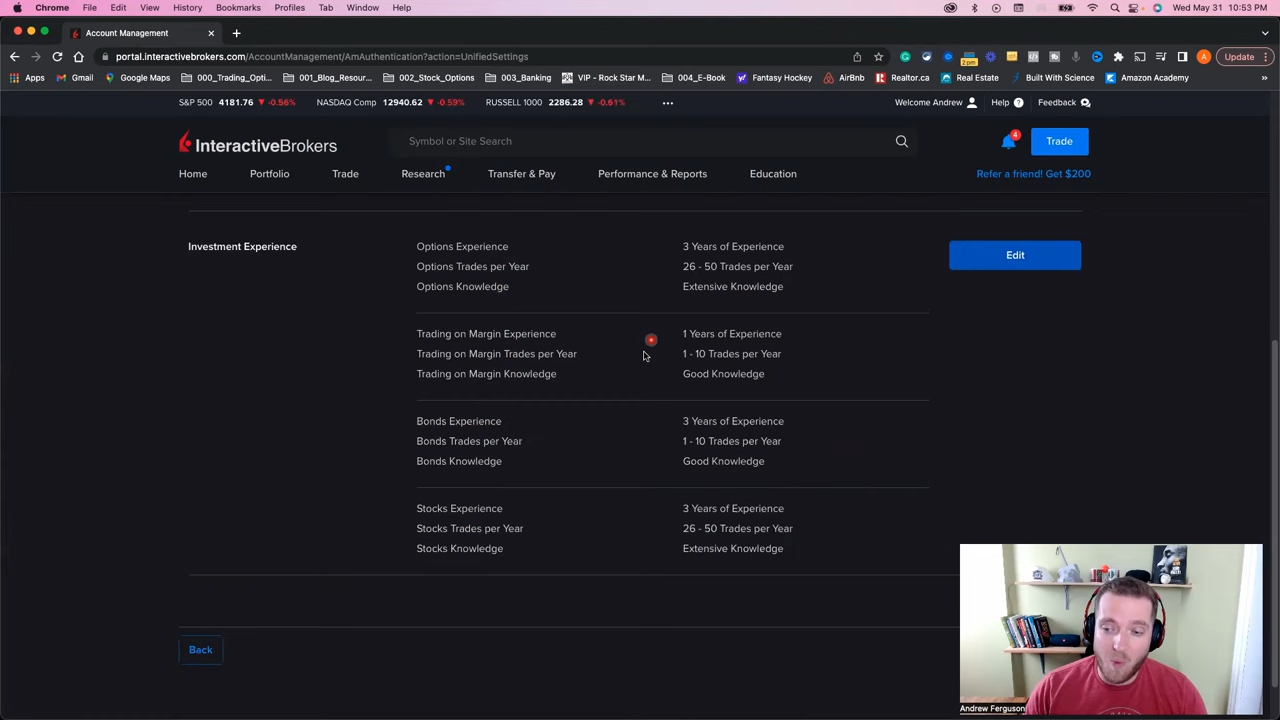 Chrome File Edit View History Bookmarks Profiles Tab Window Help Wed May 31 10:53 PM
Account Management
portal.interactivebrokers.com/AccountManagement/AmAuthentication?action=UnifiedSettings A Update
Apps Gmail Google Maps 000_Trading_Opti... 001_Blog_Resour... 002_Stock_Options 003_Banking VIP - Rock Star M... 004_E-Book Fantasy Hockey AirBnb Realtor.ca Real Estate Built With Science Amazon Academy
2pm
S&P 500 4181.76 ▼ -0.56% NASDAQ Comp 12940.62 ▼ -0.59% RUSSELL 1000 2286.28 ▼ -0.61% ••• Welcome Andrew Help Feedback
InteractiveBrokers Symbol or Site Search 4 Trade
Home Portfolio Trade Research Transfer & Pay Performance & Reports Education Refer a friend! Get $200
Investment Experience Options Experience 3 Years of Experience Edit
Options Trades per Year 26 - 50 Trades per Year
Options Knowledge Extensive Knowledge
Trading on Margin Experience 1 Years of Experience
Trading on Margin Trades per Year 1 - 10 Trades per Year
Trading on Margin Knowledge Good Knowledge
Bonds Experience 3 Years of Experience
Bonds Trades per Year 1 - 10 Trades per Year
Bonds Knowledge Good Knowledge
Stocks Experience 3 Years of Experience
Stocks Trades per Year 26 - 50 Trades per Year
Stocks Knowledge Extensive Knowledge
Back
Andrew Ferguson